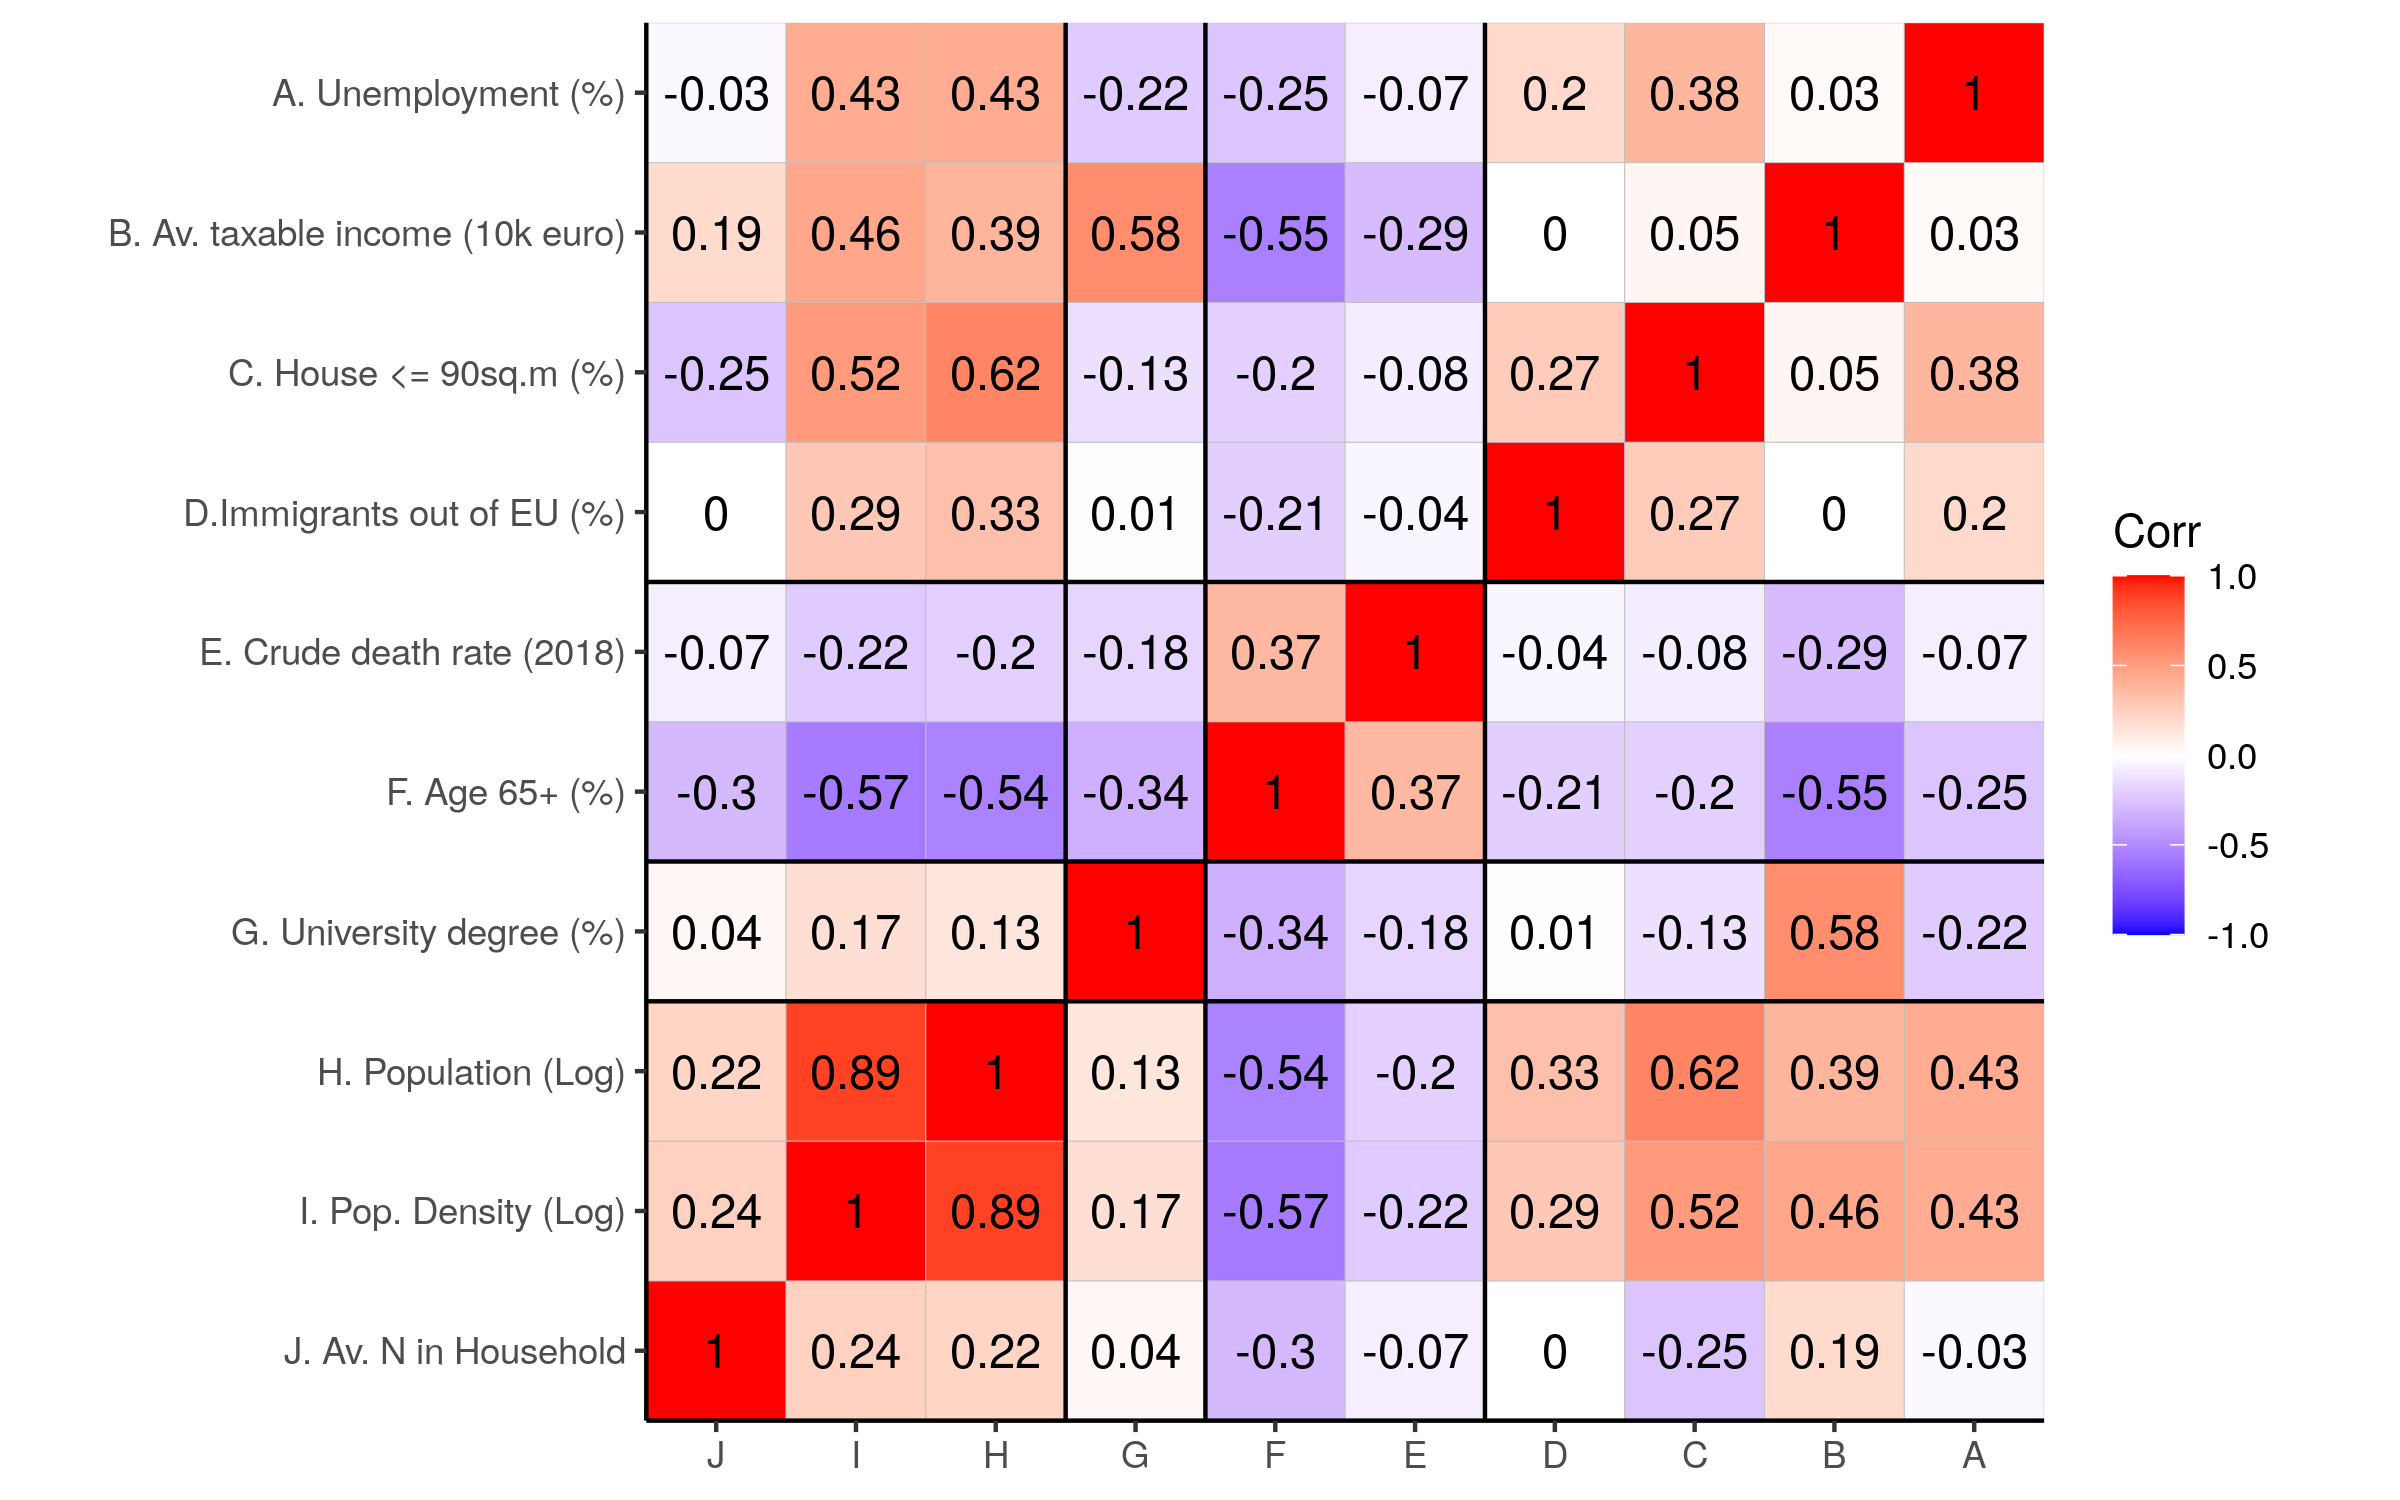 A. Unemployment (%) -0.03 0.43 0.43 -0.22 -0.25 -0.07 0.2 0.38 0.03 1
B. Av. taxable income (10k euro) 0.19 0.46 0.39 0.58 -0.55 -0.29 0 0.05 1 0.03
C. House <= 90sq.m (%) -0.25 0.52 0.62 -0.13 -0.2 -0.08 0.27 1 0.05 0.38
D.Immigrants out of EU (%) 0 0.29 0.33 0.01 -0.21 -0.04 1 0.27 0 0.2
E. Crude death rate (2018) -0.07 -0.22 -0.2 -0.18 0.37 1 -0.04 -0.08 -0.29 -0.07
F. Age 65+ (%) -0.3 -0.57 -0.54 -0.34 1 0.37 -0.21 -0.2 -0.55 -0.25
G. University degree (%) 0.04 0.17 0.13 1 -0.34 -0.18 0.01 -0.13 0.58 -0.22
H. Population (Log) 0.22 0.89 1 0.13 -0.54 -0.2 0.33 0.62 0.39 0.43
I. Pop. Density (Log) 0.24 1 0.89 0.17 -0.57 -0.22 0.29 0.52 0.46 0.43
J. Av. N in Household 1 0.24 0.22 0.04 -0.3 -0.07 0 -0.25 0.19 -0.03
J I H G F E D C B A
Corr
1.0
0.5
0.0
-0.5
-1.0